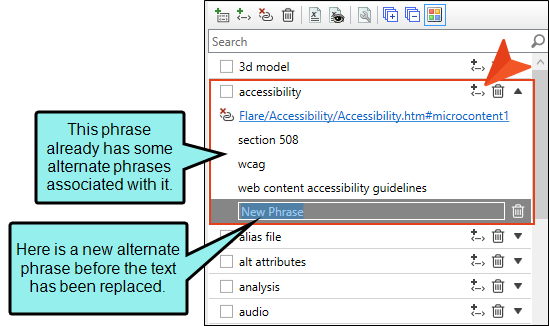 Search
3d model
accessibility
Flare/Accessibility/Accessibility.htm#microcontent1
section 508
wcag
web content accessibility guidelines
New Phrase
alias file
alt attributes
analysis
audio
This phrase
already has some
alternate phrases
associated with it.
Here is a new alternate
phrase before the text
has been replaced.